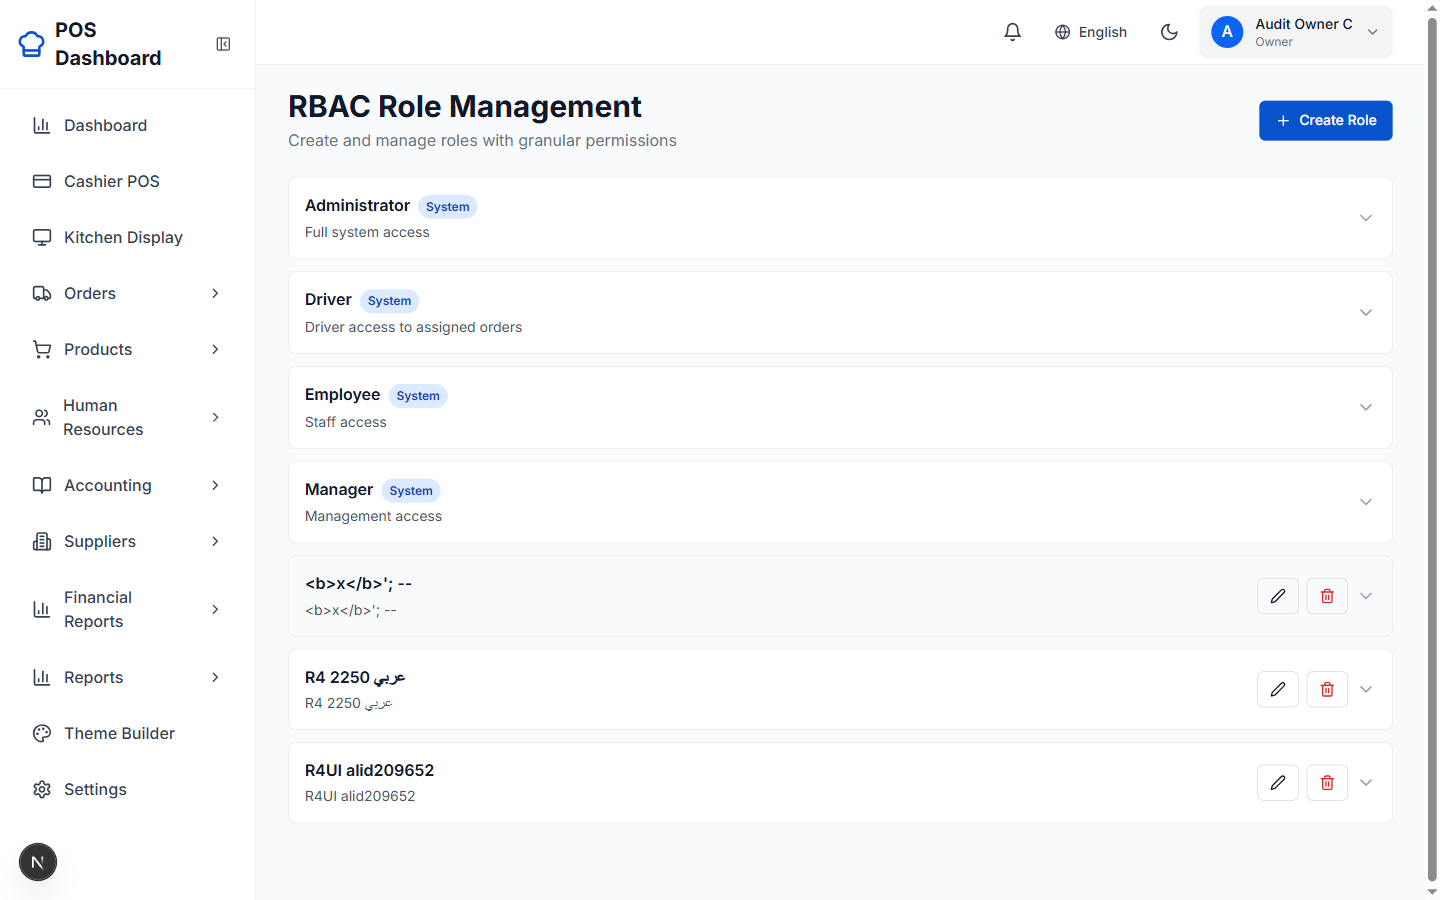 POS
Dashboard
Dashboard
Cashier POS
Kitchen Display
Orders
Products
Human
Resources
Accounting
Suppliers
Financial
Reports
Reports
Theme Builder
Settings
N
English
A
Audit Owner C
Owner
RBAC Role Management
Create and manage roles with granular permissions
Create Role
Administrator System
Full system access
Driver System
Driver access to assigned orders
Employee System
Staff access
Manager System
Management access
<b>x</b>'; --
<b>x</b>'; --
R4 2250 عربي
R4 2250 عربي
R4UI alid209652
R4UI alid209652